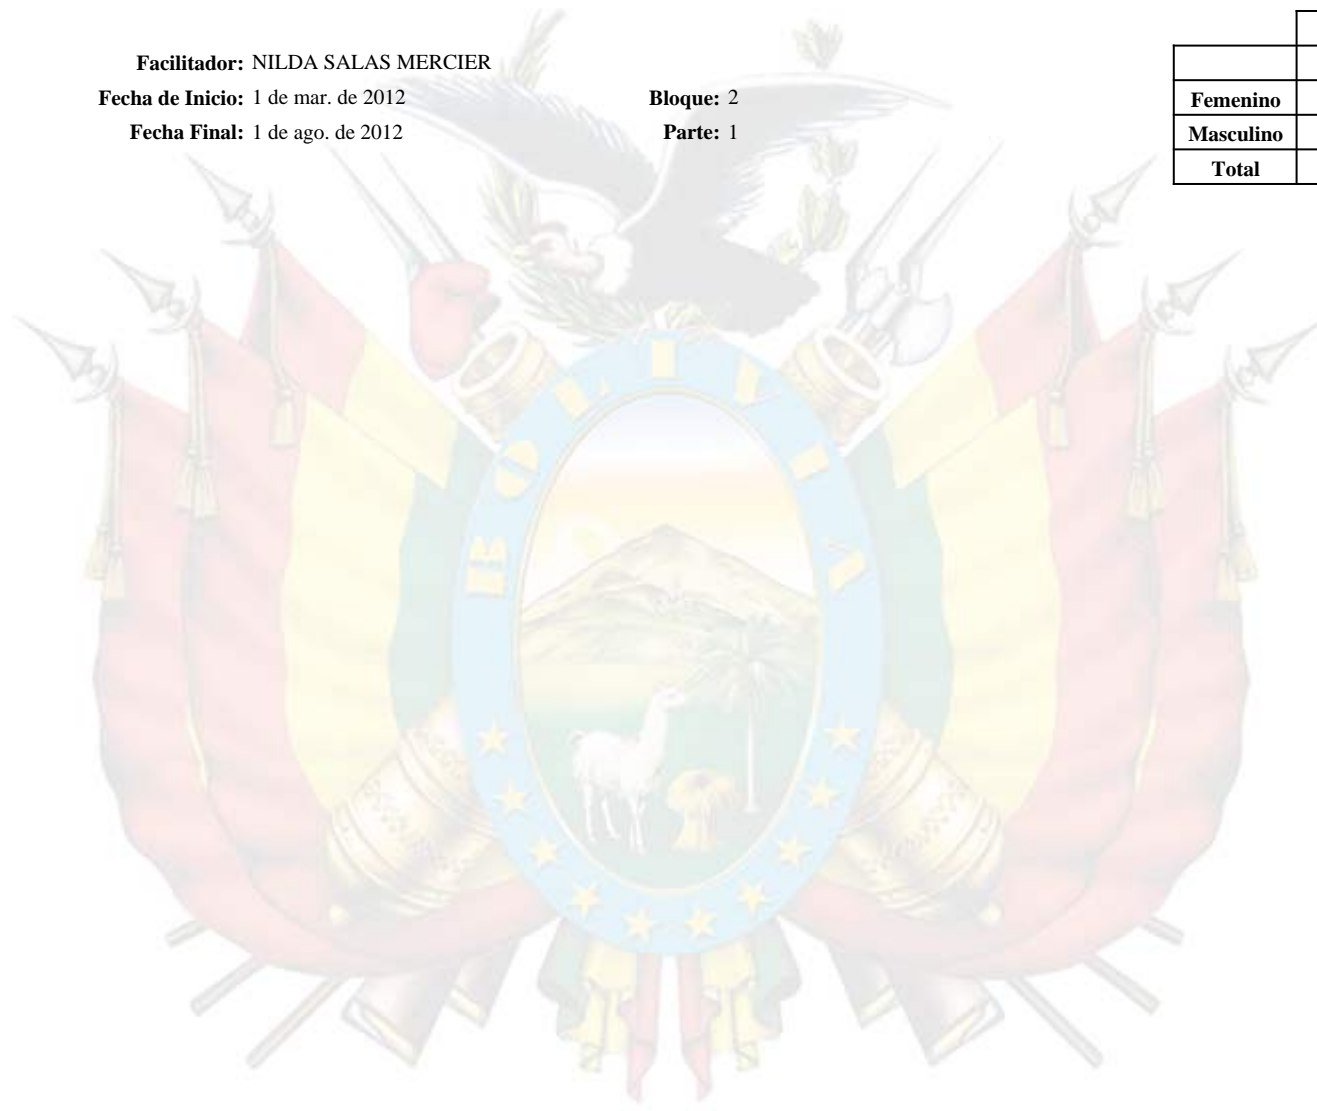 Facilitador: NILDA SALAS MERCIER
Fecha de Inicio: 1 de mar. de 2012
Bloque: 2
Fecha Final: 1 de ago. de 2012
Parte: 1
Femenino
Masculino
Total
BOLIVIA